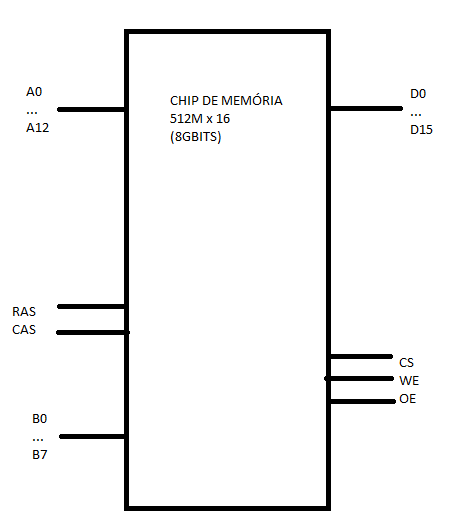 A0
...
A12
CHIP DE MEMÓRIA
512M x 16
(8GBITS)
D0
...
D15
RAS
CAS
CS
WE
OE
B0
...
B7